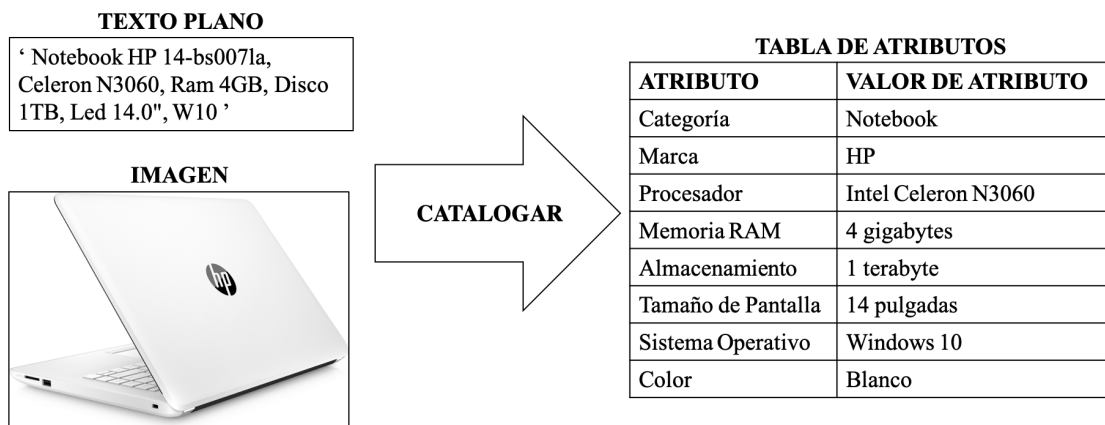 TEXTO PLANO
‘ Notebook HP 14-bs007la,
Celeron N3060, Ram 4GB, Disco
1TB, Led 14.0", W10 ’
IMAGEN
hp
CATALOGAR
TABLA DE ATRIBUTOS
ATRIBUTO VALOR DE ATRIBUTO
Categoría Notebook
Marca HP
Procesador Intel Celeron N3060
Memoria RAM 4 gigabytes
Almacenamiento 1 terabyte
Tamaño de Pantalla 14 pulgadas
Sistema Operativo Windows 10
Color Blanco